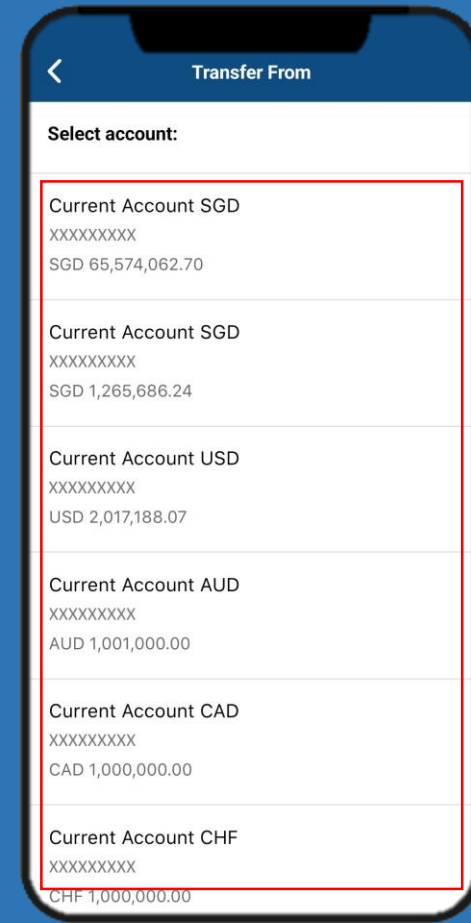 Transfer From
Select account:
Current Account SGD
XXXXXXXXX
SGD 65,574,062.70
Current Account SGD
XXXXXXXXX
SGD 1,265,686.24
Current Account USD
XXXXXXXXX
USD 2,017,188.07
Current Account AUD
XXXXXXXXX
AUD 1,001,000.00
Current Account CAD
XXXXXXXXX
CAD 1,000,000.00
Current Account CHF
XXXXXXXXX
CHF 1,000,000.00